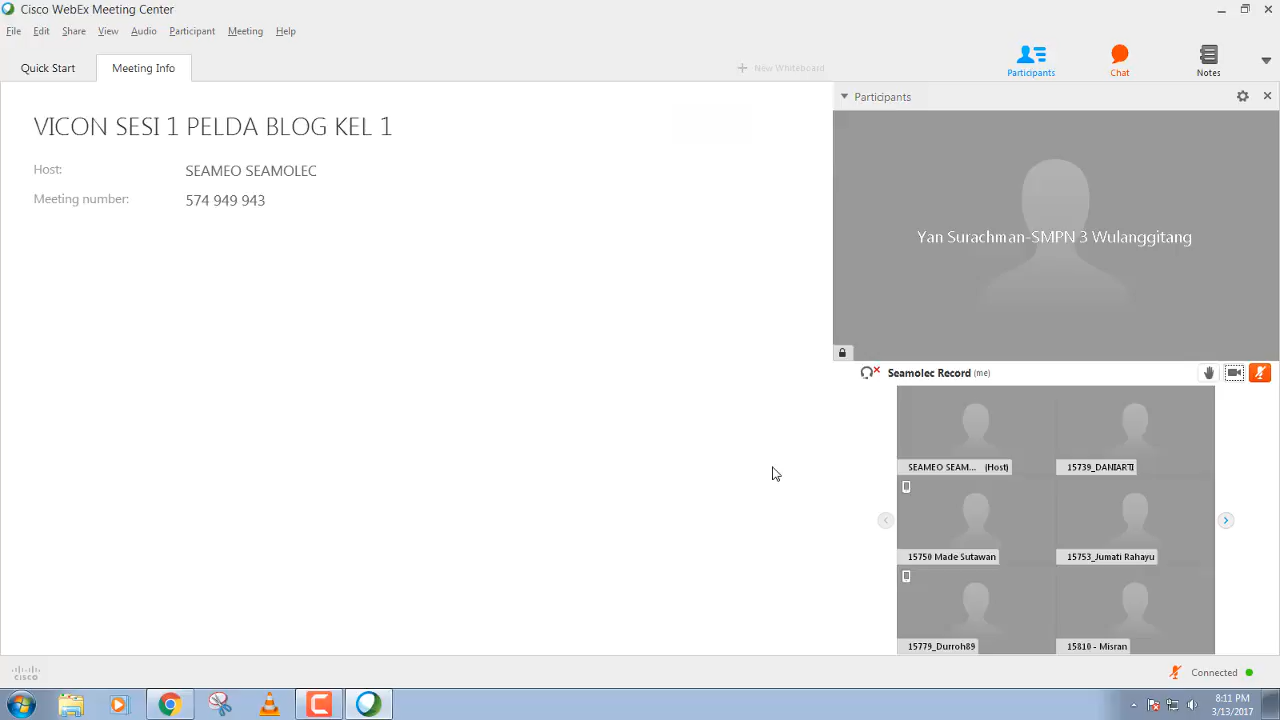 Cisco WebEx Meeting Center
File Edit Share View Audio Participant Meeting Help
Quick Start
Meeting Info
New Whiteboard
Participants
Chat
Notes
VICON SESI 1 PELDA BLOG KEL 1
Host: SEAMEO SEAMOLEC
Meeting number: 574 949 943
Participants
Yan Surachman-SMPN 3 Wulanggitang
Seamolec Record (me)
SEAMEO SEAM... (Host)
15739_DANIARTI
15750 Made Sutawan
15753_Jumati Rahayu
15779_Durroh89
15810 - Misran
cisco
Connected
8:11 PM
3/13/2017